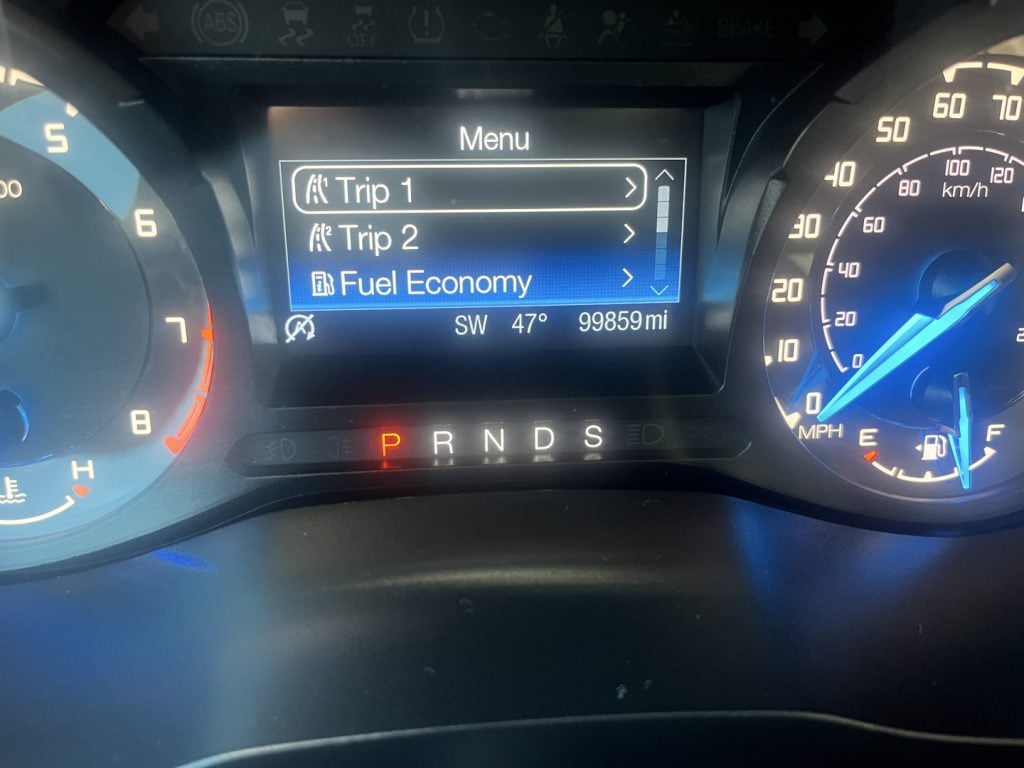 ABS OFF BRAKE
Menu
Trip 1
Trip 2
Fuel Economy
SW 47° 99859 mi
P R N D S
5
6
7
8
H
00
0 10 20 30 40 50 60 70
MPH
0 20 40 60 80 100 120
km/h
E F